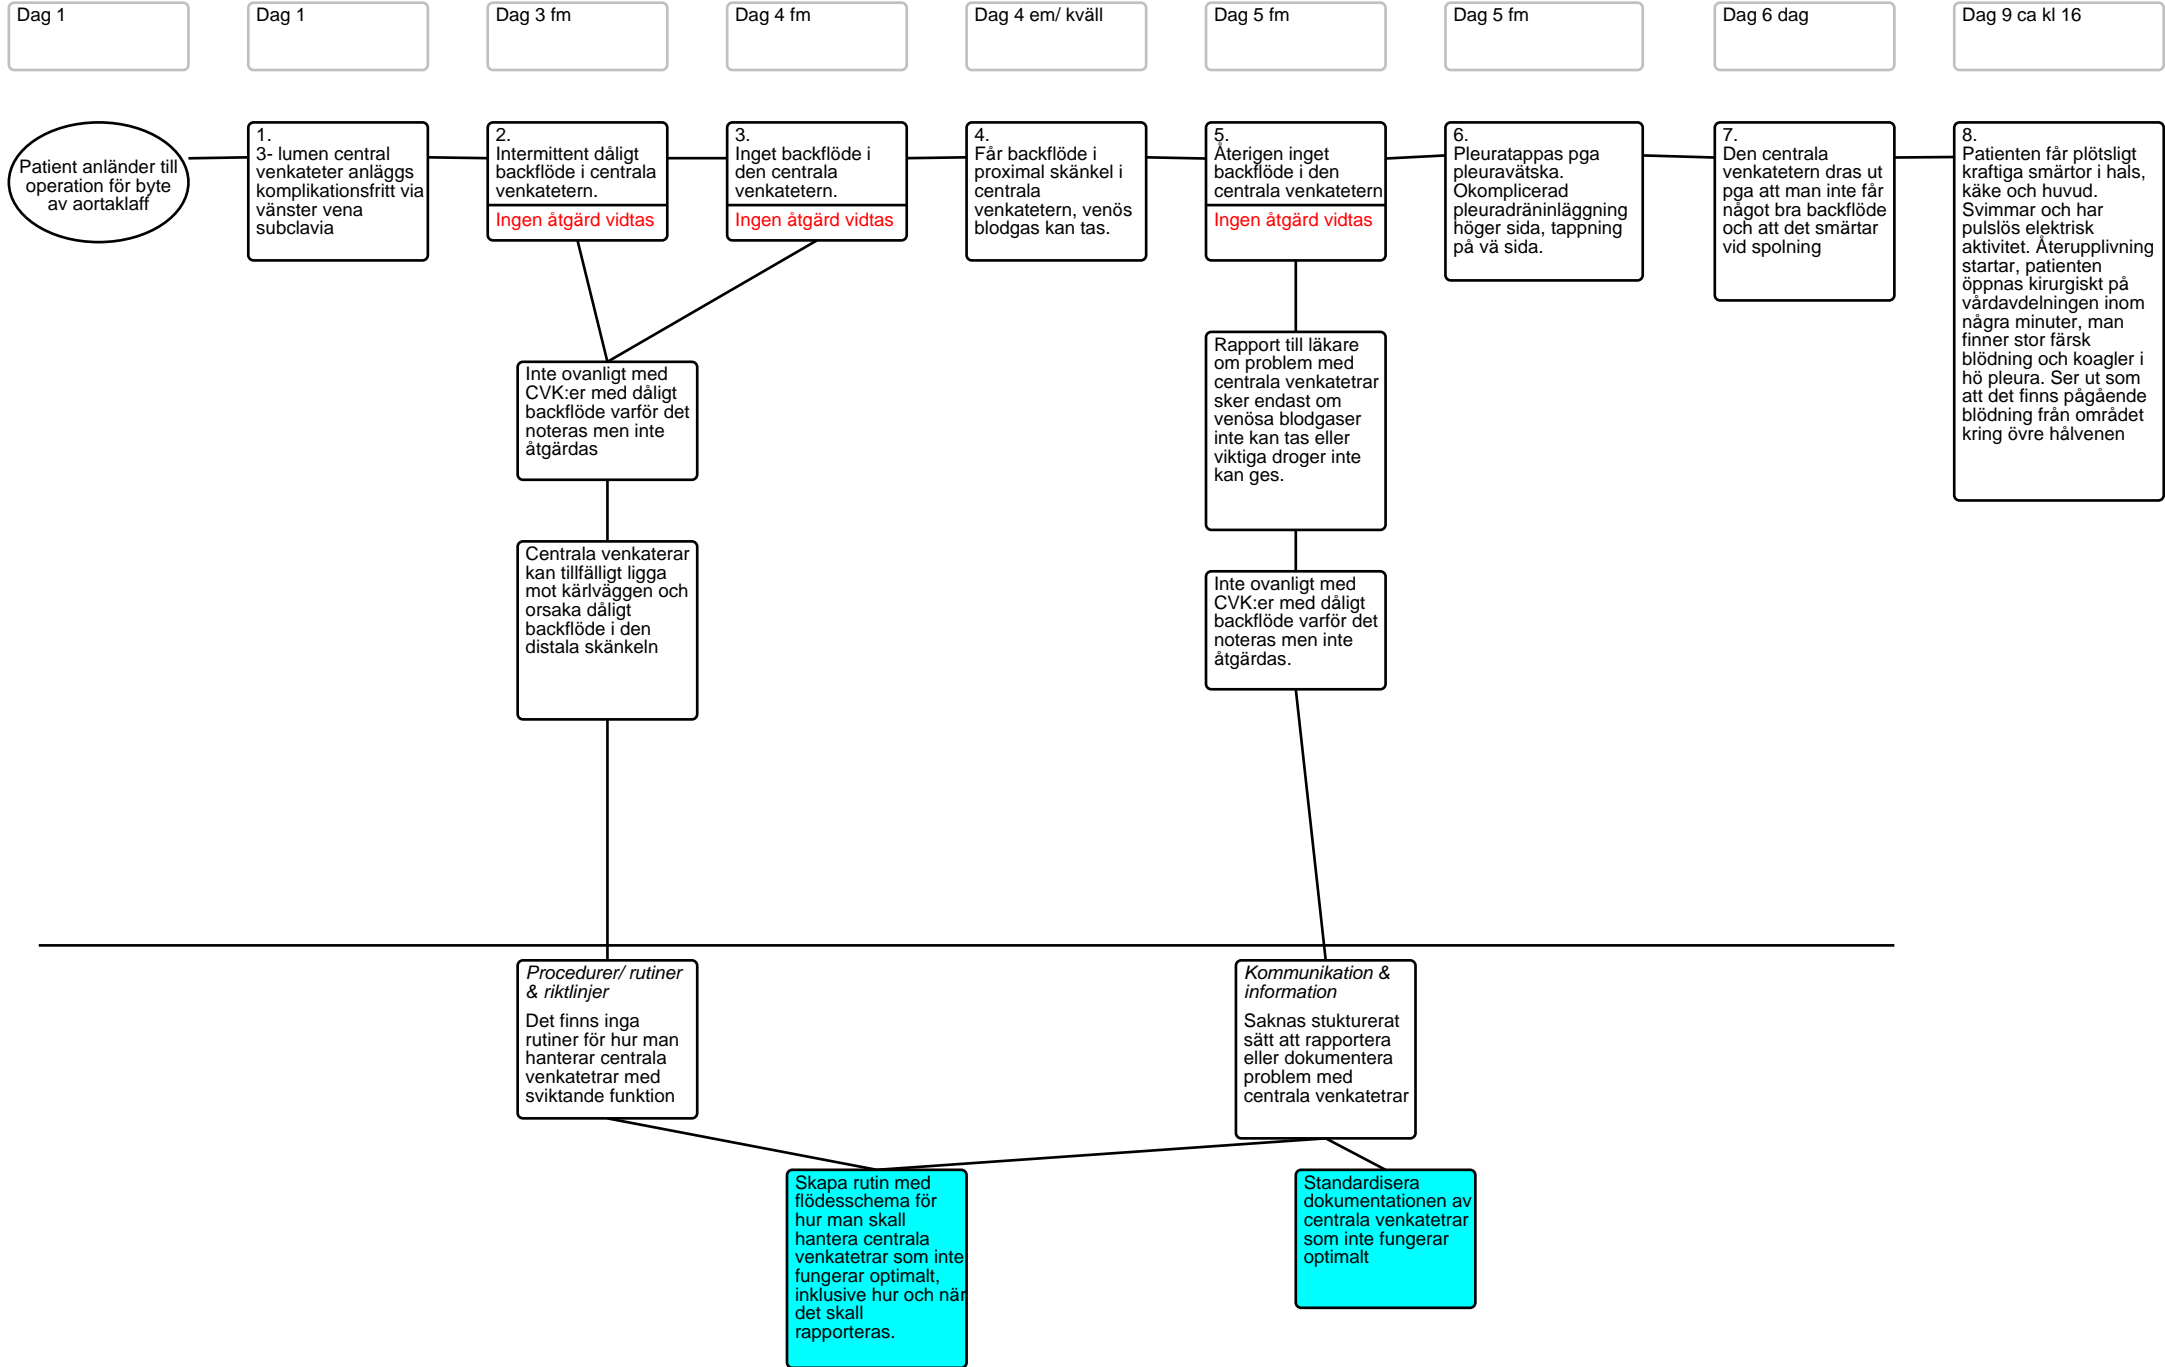 Dag 1
Dag 1
Dag 3 fm
Dag 4 fm
Dag 4 em/ kväll
Dag 5 fm
Dag 5 fm
Dag 6 dag
Dag 9 ca kl 16
Patient anländer till
operation för byte
av aortaklaff
1.
3- lumen central
venkateter anläggs
komplikationsfritt via
vänster vena
subclavia
2.
Intermittent dåligt
backflöde i centrala
venkatetern.
Ingen åtgärd vidtas
3.
Inget backflöde i
den centrala
venkatetern.
Ingen åtgärd vidtas
4.
Får backflöde i
proximal skänkel i
centrala
venkatetern, venös
blodgas kan tas.
5.
Återigen inget
backflöde i den
centrala venkatetern
Ingen åtgärd vidtas
6.
Pleuratappas pga
pleuravätska.
Okomplicerad
pleuradräninläggning
höger sida, tappning
på vä sida.
7.
Den centrala
venkatetern dras ut
pga att man inte får
något bra backflöde
och att det smärtar
vid spolning
8.
Patienten får plötsligt
kraftiga smärtor i hals,
käke och huvud.
Svimmar och har
pulslös elektrisk
aktivitet. Återupplivning
startar, patienten
öppnas kirurgiskt på
vårdavdelningen inom
några minuter, man
finner stor färsk
blödning och koagler i
hö pleura. Ser ut som
att det finns pågående
blödning från området
kring övre hålvenen
Inte ovanligt med
CVK:er med dåligt
backflöde varför det
noteras men inte
åtgärdas
Rapport till läkare
om problem med
centrala venkatetrar
sker endast om
venösa blodgaser
inte kan tas eller
viktiga droger inte
kan ges.
Centrala venkaterar
kan tillfälligt ligga
mot kärlväggen och
orsaka dåligt
backflöde i den
distala skänkeln
Inte ovanligt med
CVK:er med dåligt
backflöde varför det
noteras men inte
åtgärdas.
Procedurer/ rutiner
& riktlinjer
Det finns inga
rutiner för hur man
hanterar centrala
venkatetrar med
sviktande funktion
Kommunikation &
information
Saknas stukturerat
sätt att rapportera
eller dokumentera
problem med
centrala venkatetrar
Skapa rutin med
flödesschema för
hur man skall
hantera centrala
venkatetrar som inte
fungerar optimalt,
inklusive hur och när
det skall
rapporteras.
Standardisera
dokumentationen av
centrala venkatetrar
som inte fungerar
optimalt